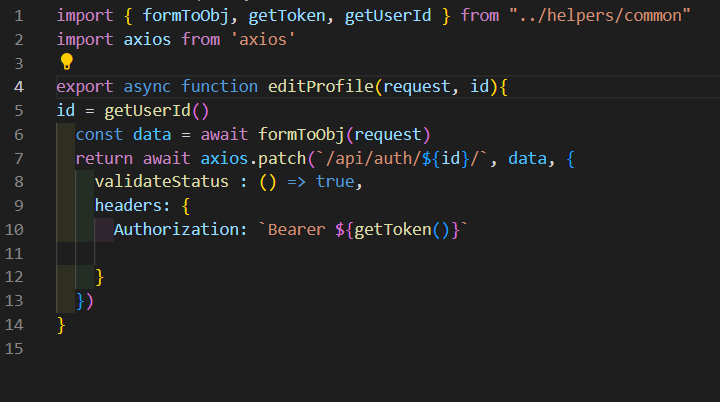 1 import { formToObj, getToken, getUserId } from "../helpers/common"
2 import axios from 'axios'
3
4 export async function editProfile(request, id){
5 id = getUserId()
6   const data = await formToObj(request)
7   return await axios.patch(`/api/auth/${id}/`, data, {
8     validateStatus : () => true,
9     headers: {
10       Authorization: `Bearer ${getToken()}`
11
12     }
13   })
14 }
15